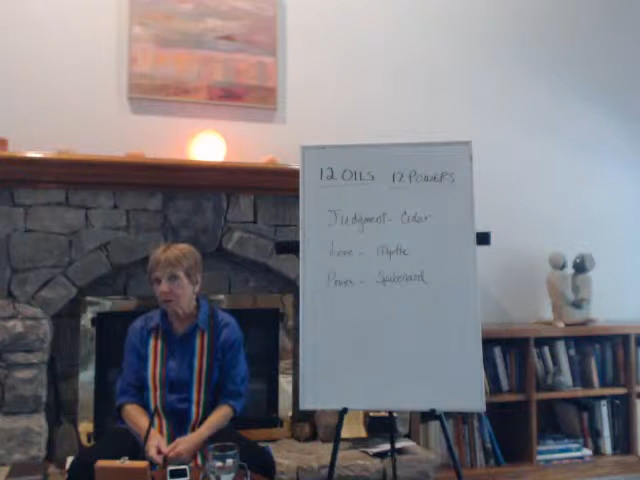 12 OILS 12 POWERS
Judgment - Cedar
Love - Myrtle
Power - Spikenard